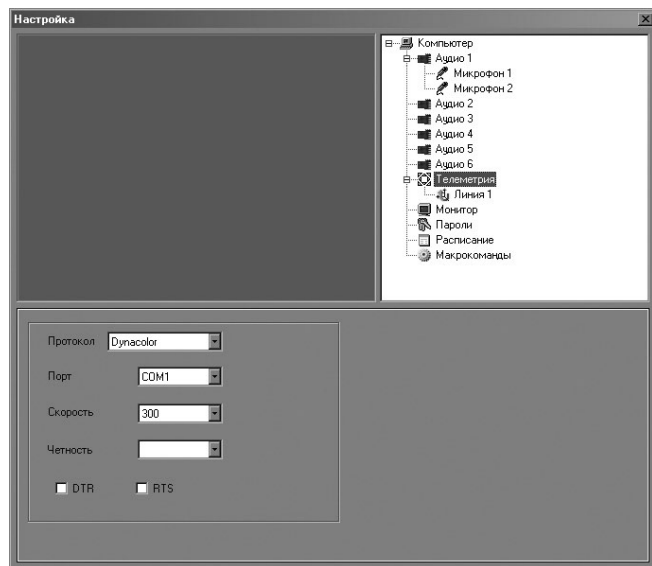 Настройка
Компьютер
Аудио 1
Микрофон 1
Микрофон 2
Аудио 2
Аудио 3
Аудио 4
Аудио 5
Аудио 6
Телеметрия
Линия 1
Монитор
Пароли
Расписание
Макрокоманды
Протокол Dynacolor
Порт COM1
Скорость 300
Четность
DTR RTS